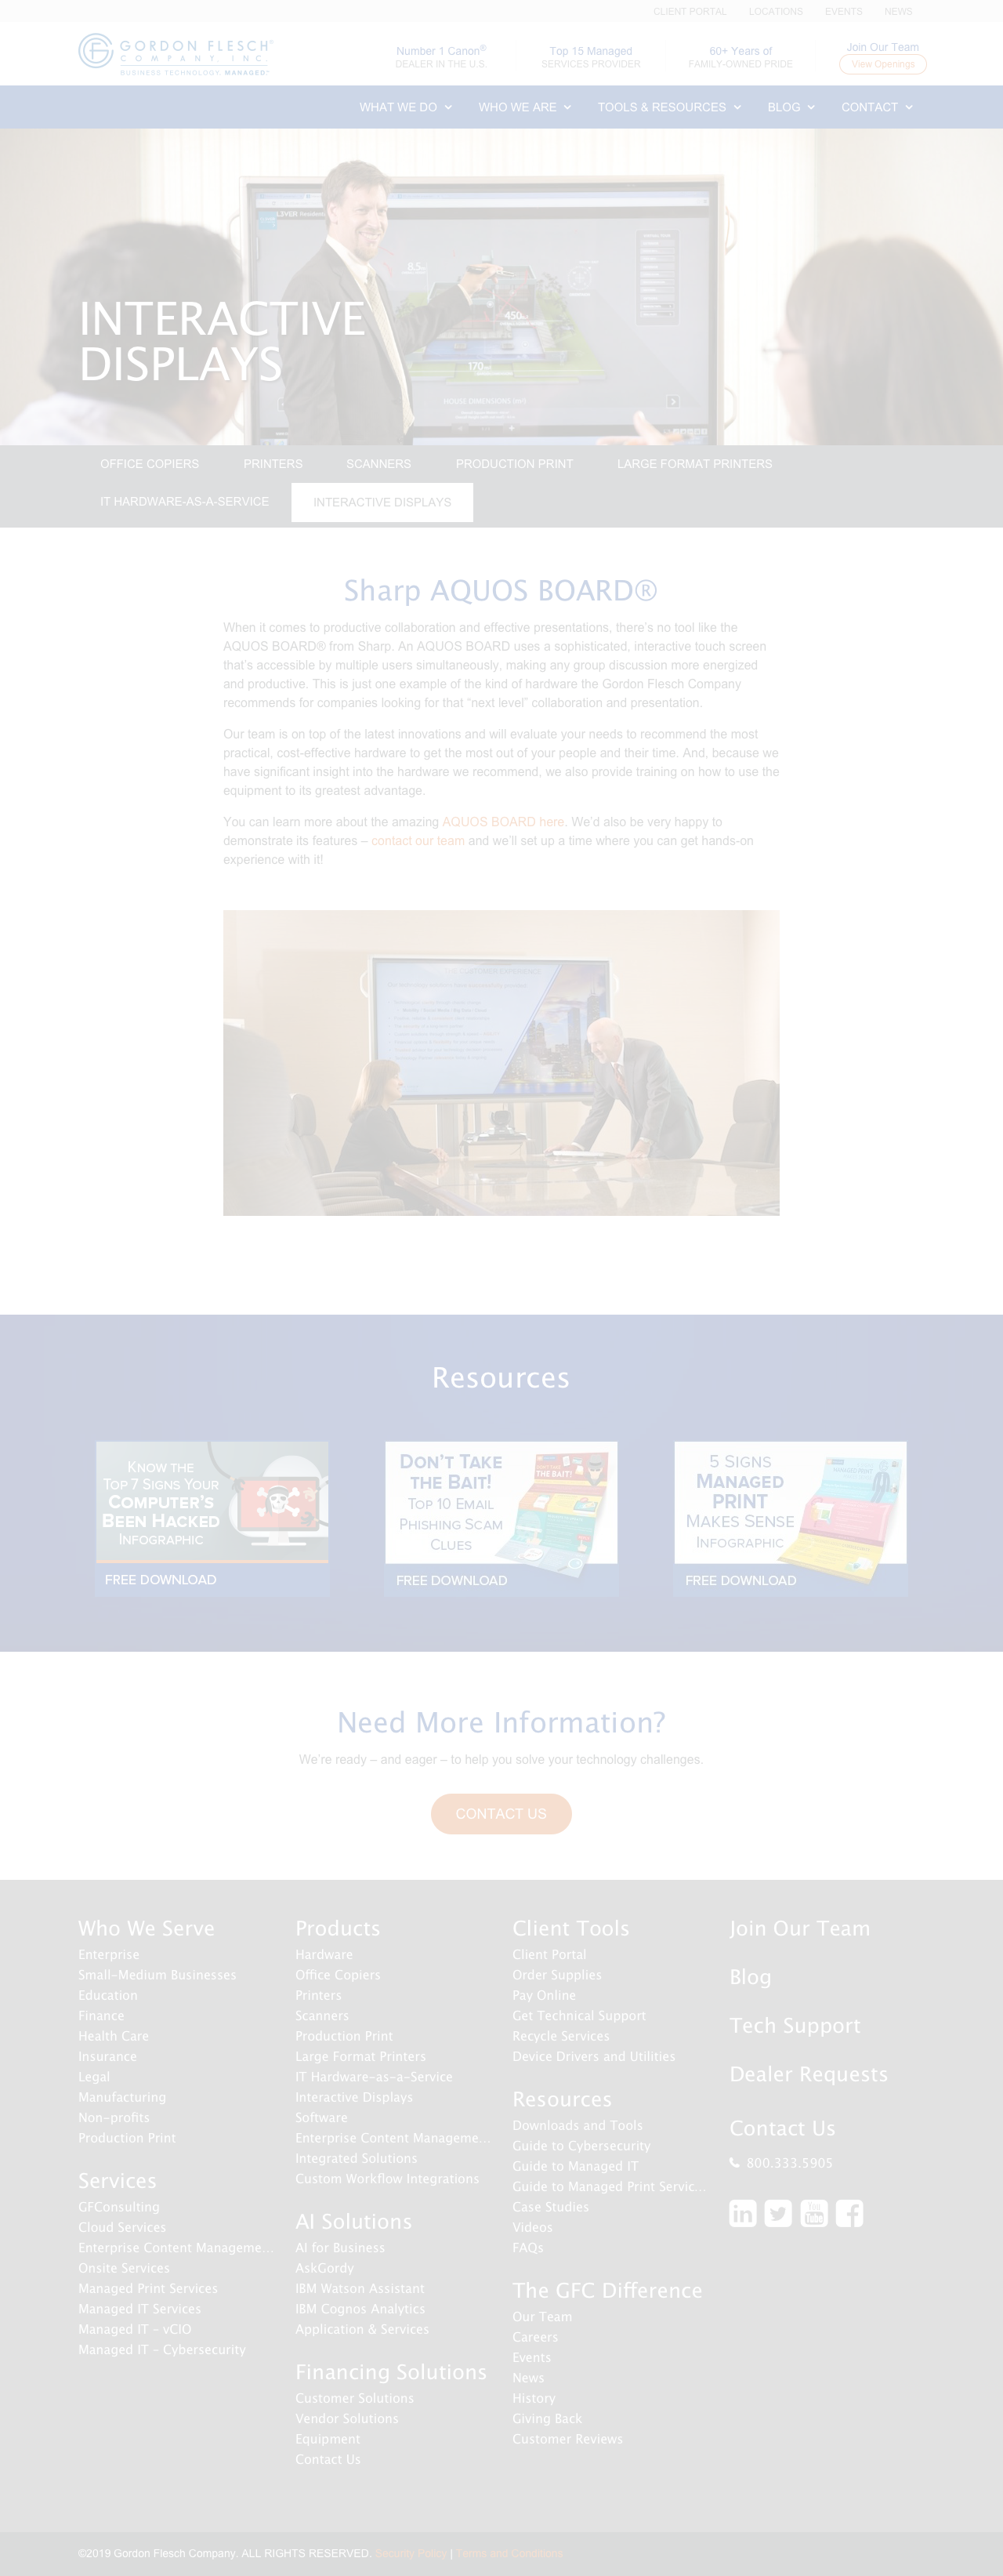 CLIENT PORTAL LOCATIONS EVENTS NEWS
GORDON FLESCH®
COMPANY, INC.
BUSINESS TECHNOLOGY. MANAGED.®
Number 1 Canon®
DEALER IN THE U.S.
Top 15 Managed
SERVICES PROVIDER
60+ Years of
FAMILY-OWNED PRIDE
Join Our Team
View Openings
WHAT WE DO WHO WE ARE TOOLS & RESOURCES BLOG CONTACT
8.5
450
170
HOUSE DIMENSIONS
INTERACTIVE
DISPLAYS
OFFICE COPIERS PRINTERS SCANNERS PRODUCTION PRINT LARGE FORMAT PRINTERS
IT HARDWARE-AS-A-SERVICE INTERACTIVE DISPLAYS
Sharp AQUOS BOARD®
When it comes to productive collaboration and effective presentations, there’s no tool like the
AQUOS BOARD® from Sharp. An AQUOS BOARD uses a sophisticated, interactive touch screen
that’s accessible by multiple users simultaneously, making any group discussion more energized
and productive. This is just one example of the kind of hardware the Gordon Flesch Company
recommends for companies looking for that “next level” collaboration and presentation.
Our team is on top of the latest innovations and will evaluate your needs to recommend the most
practical, cost-effective hardware to get the most out of your people and their time. And, because we
have significant insight into the hardware we recommend, we also provide training on how to use the
equipment to its greatest advantage.
You can learn more about the amazing AQUOS BOARD here. We’d also be very happy to
demonstrate its features – contact our team and we’ll set up a time where you can get hands-on
experience with it!
Resources
KNOW THE
TOP 7 SIGNS YOUR
COMPUTER’S
BEEN HACKED
INFOGRAPHIC
FREE DOWNLOAD
DON’T TAKE
THE BAIT!
TOP 10 EMAIL
PHISHING SCAM
CLUES
FREE DOWNLOAD
5 SIGNS
MANAGED
PRINT
MAKES SENSE
INFOGRAPHIC
FREE DOWNLOAD
Need More Information?
We’re ready – and eager – to help you solve your technology challenges.
CONTACT US
Who We Serve
Enterprise
Small-Medium Businesses
Education
Finance
Health Care
Insurance
Legal
Manufacturing
Non-profits
Production Print
Services
GFConsulting
Cloud Services
Enterprise Content Manageme...
Onsite Services
Managed Print Services
Managed IT Services
Managed IT - vCIO
Managed IT - Cybersecurity
Products
Hardware
Office Copiers
Printers
Scanners
Production Print
Large Format Printers
IT Hardware-as-a-Service
Interactive Displays
Software
Enterprise Content Manageme...
Integrated Solutions
Custom Workflow Integrations
AI Solutions
AI for Business
AskGordy
IBM Watson Assistant
IBM Cognos Analytics
Application & Services
Financing Solutions
Customer Solutions
Vendor Solutions
Equipment
Contact Us
Client Tools
Client Portal
Order Supplies
Pay Online
Get Technical Support
Recycle Services
Device Drivers and Utilities
Resources
Downloads and Tools
Guide to Cybersecurity
Guide to Managed IT
Guide to Managed Print Servic...
Case Studies
Videos
FAQs
The GFC Difference
Our Team
Careers
Events
News
History
Giving Back
Customer Reviews
Join Our Team
Blog
Tech Support
Dealer Requests
Contact Us
800.333.5905
©2019 Gordon Flesch Company. ALL RIGHTS RESERVED. Security Policy | Terms and Conditions